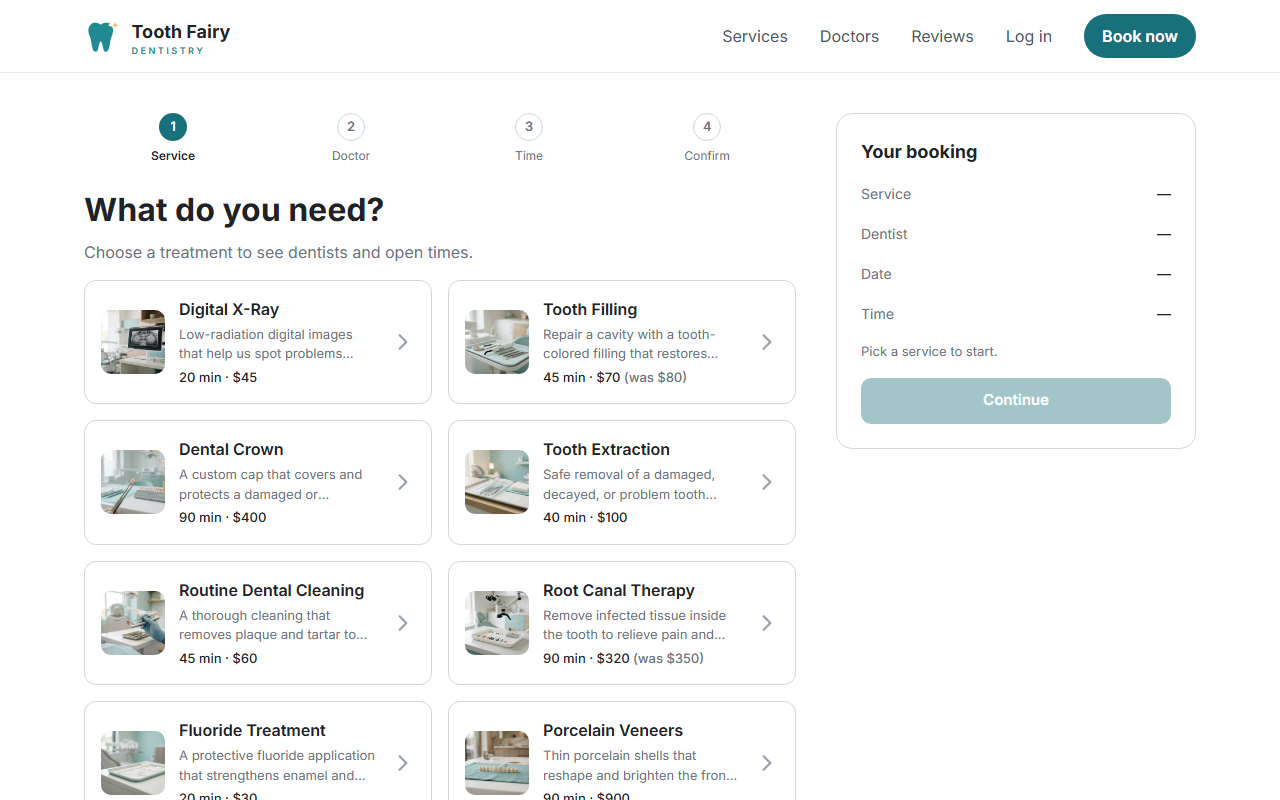 Tooth Fairy
DENTISTRY
Services
Doctors
Reviews
Log in
Book now
1
Service
2
Doctor
3
Time
4
Confirm
What do you need?
Choose a treatment to see dentists and open times.
Digital X-Ray
Low-radiation digital images
that help us spot problems...
20 min · $45
Tooth Filling
Repair a cavity with a tooth-
colored filling that restores...
45 min · $70 (was $80)
Dental Crown
A custom cap that covers and
protects a damaged or...
90 min · $400
Tooth Extraction
Safe removal of a damaged,
decayed, or problem tooth...
40 min · $100
Routine Dental Cleaning
A thorough cleaning that
removes plaque and tartar to...
45 min · $60
Root Canal Therapy
Remove infected tissue inside
the tooth to relieve pain and...
90 min · $320 (was $350)
Fluoride Treatment
A protective fluoride application
that strengthens enamel and...
20 min · $30
Porcelain Veneers
Thin porcelain shells that
reshape and brighten the fron...
90 min · $900
Your booking
Service —
Dentist —
Date —
Time —
Pick a service to start.
Continue